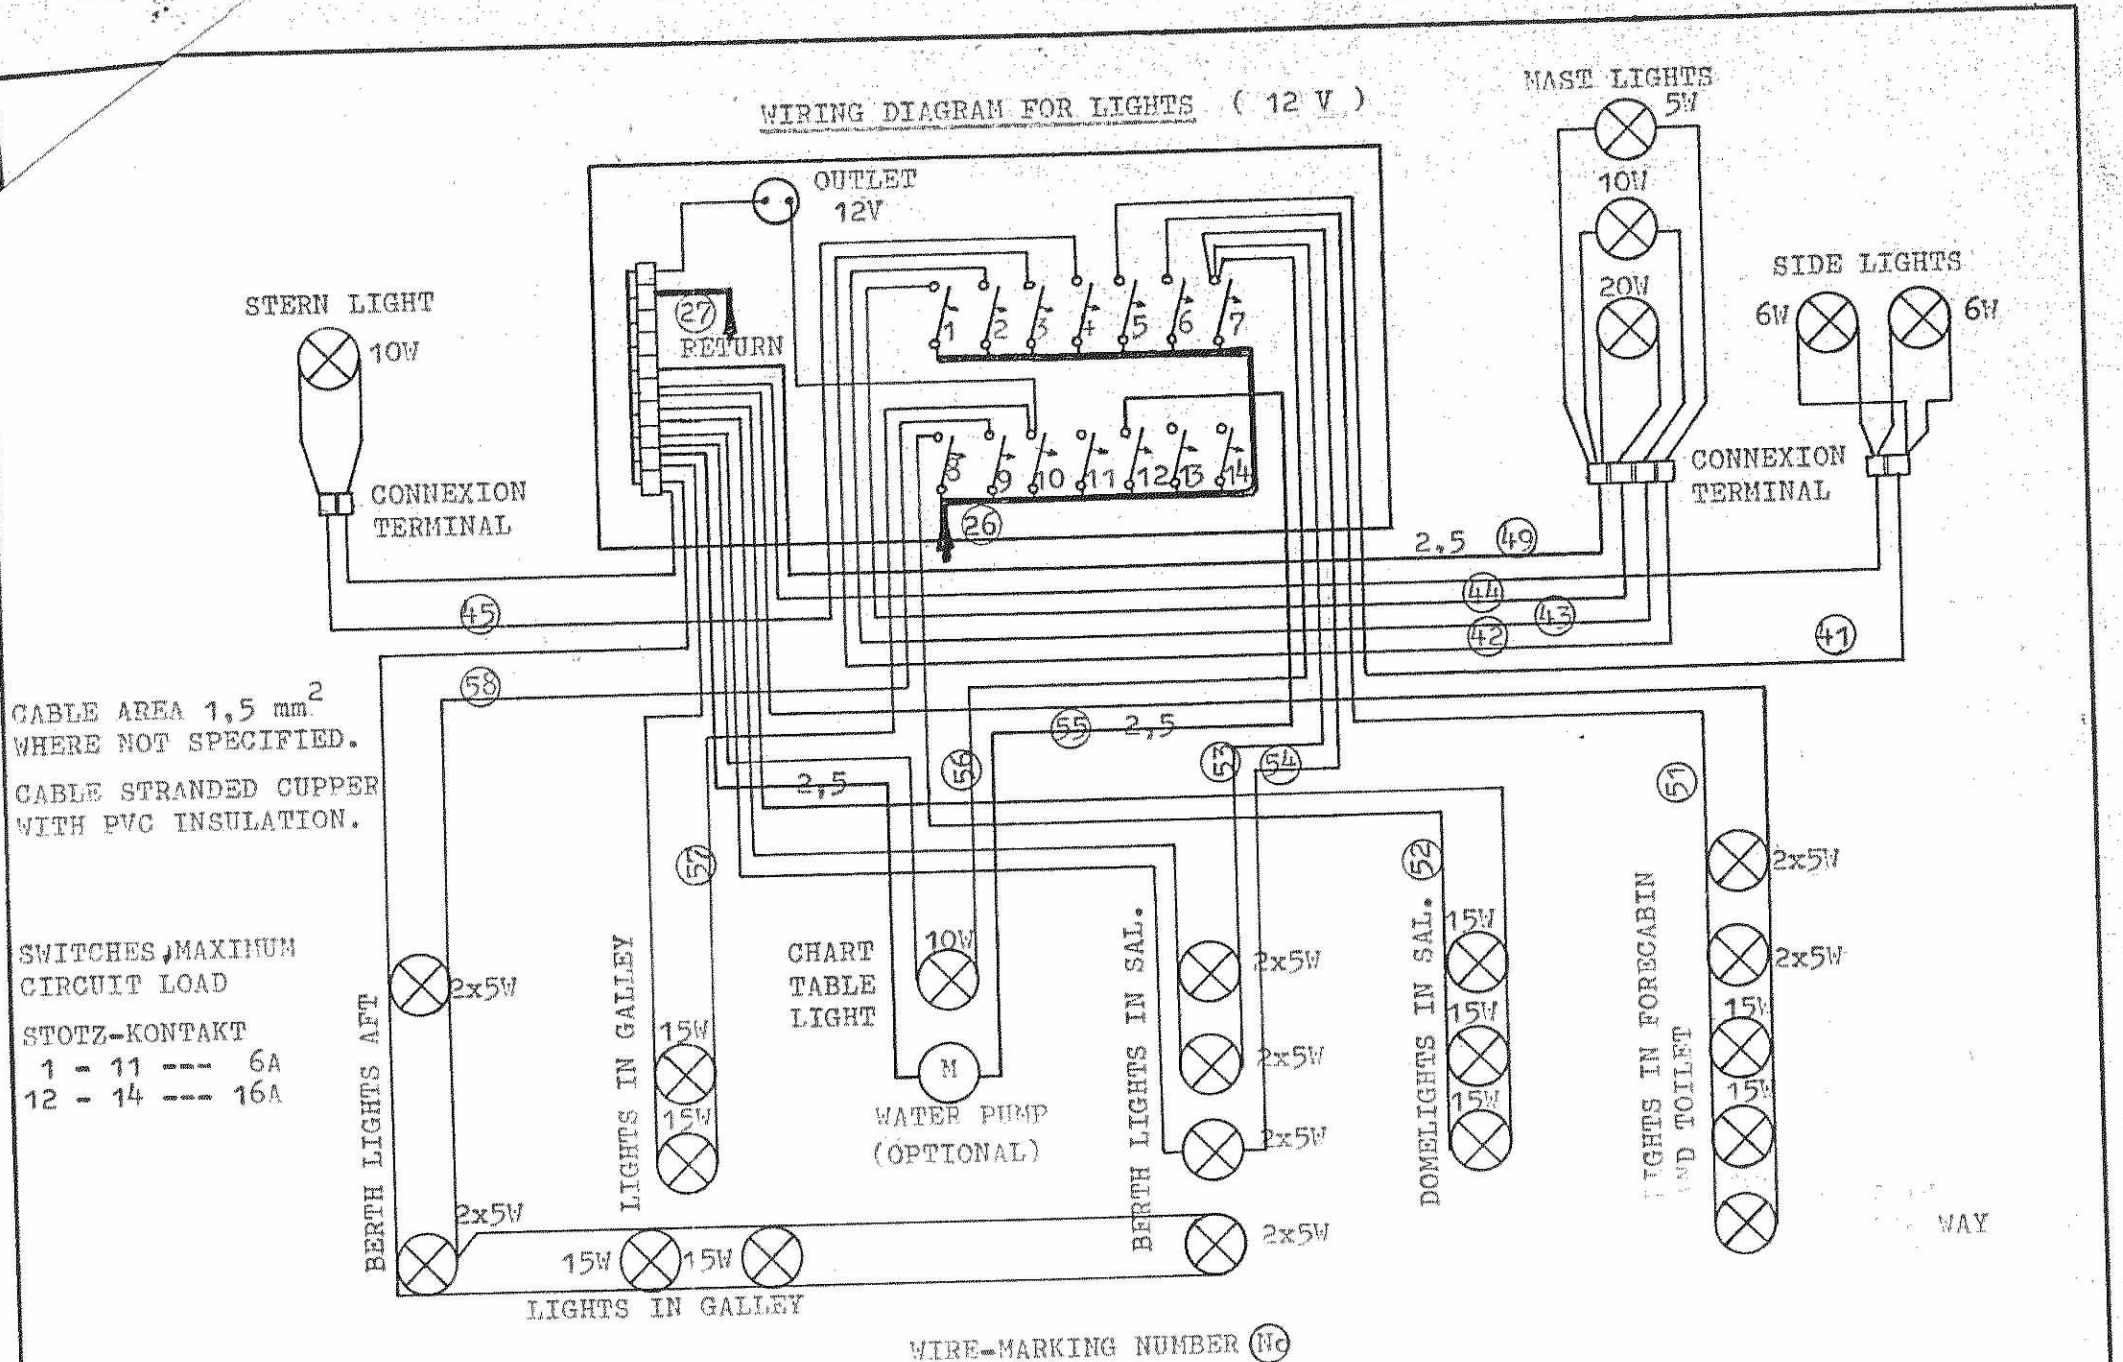 WIRING DIAGRAM FOR LIGHTS ( 12 V )
MAST LIGHTS
5W
10W
20W
OUTLET
12V
SIDE LIGHTS
6W
6W
STERN LIGHT
10W
27
RETURN
1 2 3 4 5 6 7
8 9 10 11 12 13 14
26
CONNEXION
TERMINAL
CONNEXION
TERMINAL
2,5 49
44
43
42
41
45
58
CABLE AREA 1,5 mm2
WHERE NOT SPECIFIED.
CABLE STRANDED CUPPER
WITH PVC INSULATION.
55 2,5
56
53
54
2,5
51
57
52
SWITCHES,MAXIMUM
CIRCUIT LOAD
STOTZ-KONTAKT
1 - 11 --- 6A
12 - 14 --- 16A
BERTH LIGHTS AFT
2x5W
2x5W
LIGHTS IN GALLEY
15W
15W
CHART
TABLE
LIGHT
10W
M
WATER PUMP
(OPTIONAL)
BERTH LIGHTS IN SAL.
2x5W
2x5W
2x5W
2x5W
DOMELIGHTS IN SAL.
15W
15W
15W
IGHTS IN FORECABIN
ND TOILET
2x5W
2x5W
15W
15W
WAY
15W 15W
LIGHTS IN GALLEY
WIRE-MARKING NUMBER No